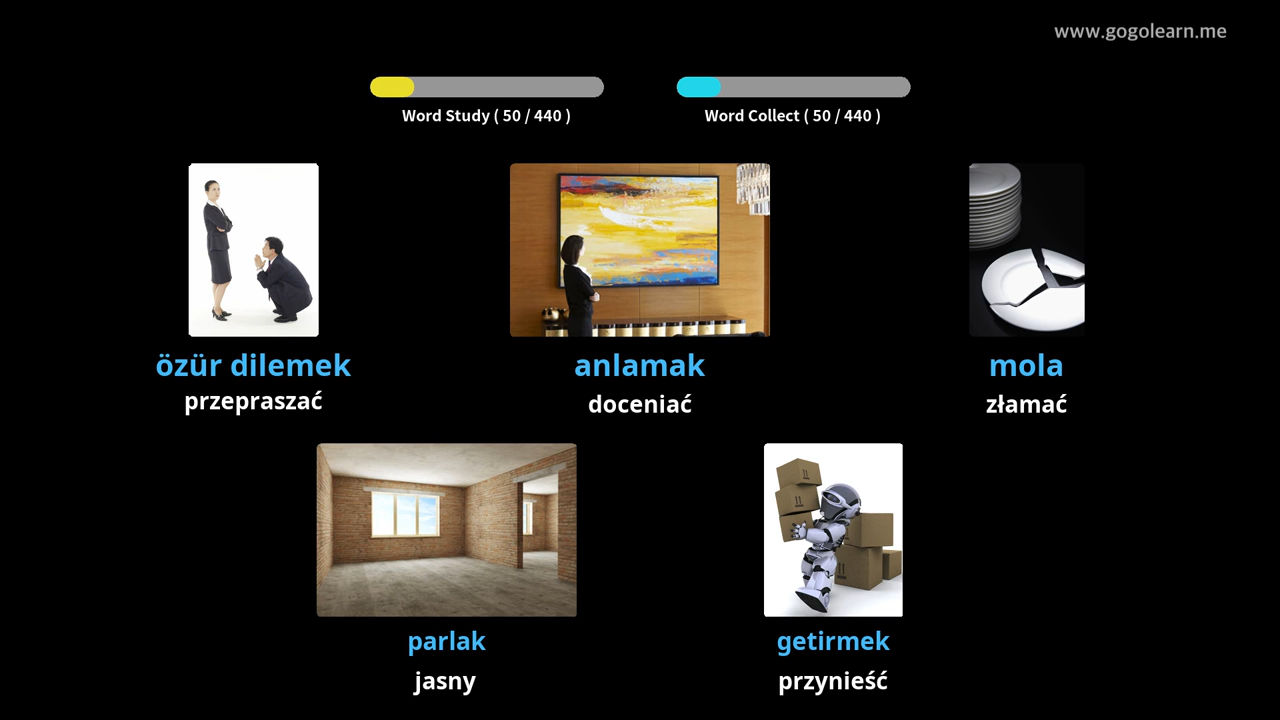 www.gogolearn.me
Word Study ( 50 / 440 )
Word Collect ( 50 / 440 )
özür dilemek
przepraszać
anlamak
doceniać
mola
złamać
parlak
jasny
getirmek
przynieść